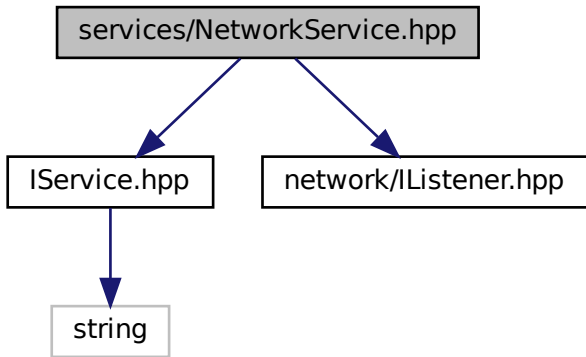 services/NetworkService.hpp
IService.hpp
network/IListener.hpp
string